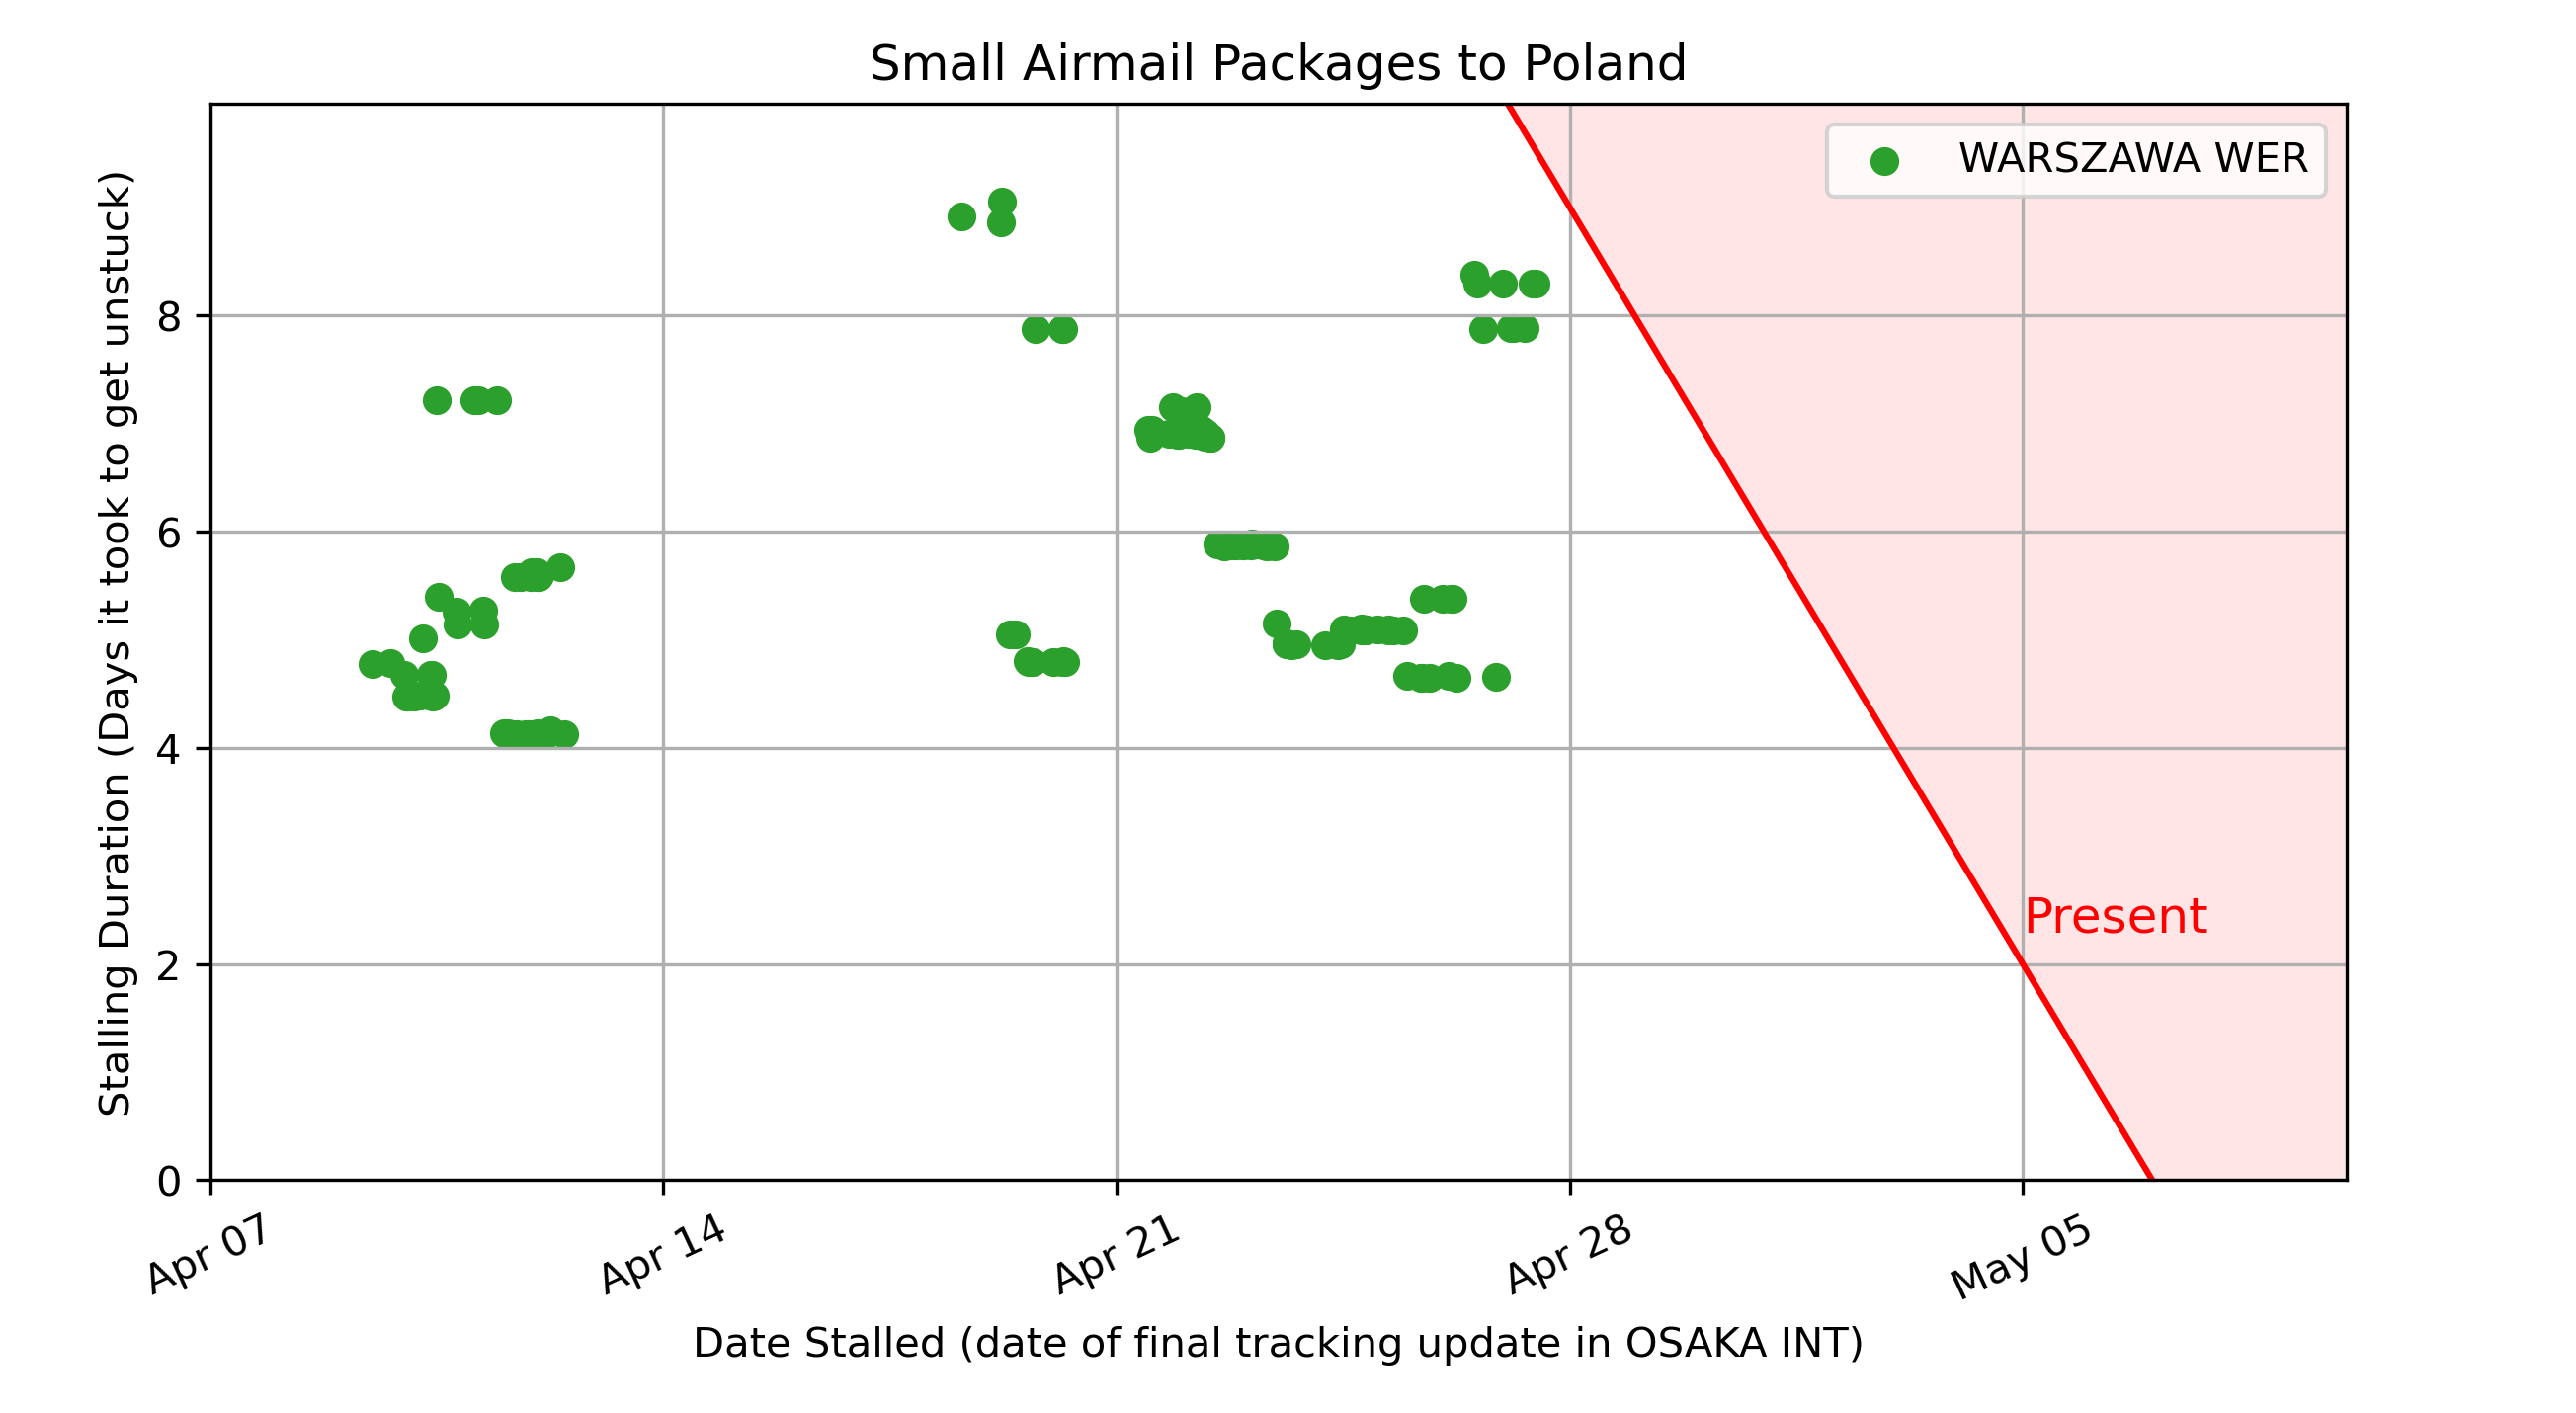 Small Airmail Packages to Poland
WARSZAWA WER
Stalling Duration (Days it took to get unstuck)
8
6
4
2
0
Present
Apr 07
Apr 14
Apr 21
Apr 28
May 05
Date Stalled (date of final tracking update in OSAKA INT)